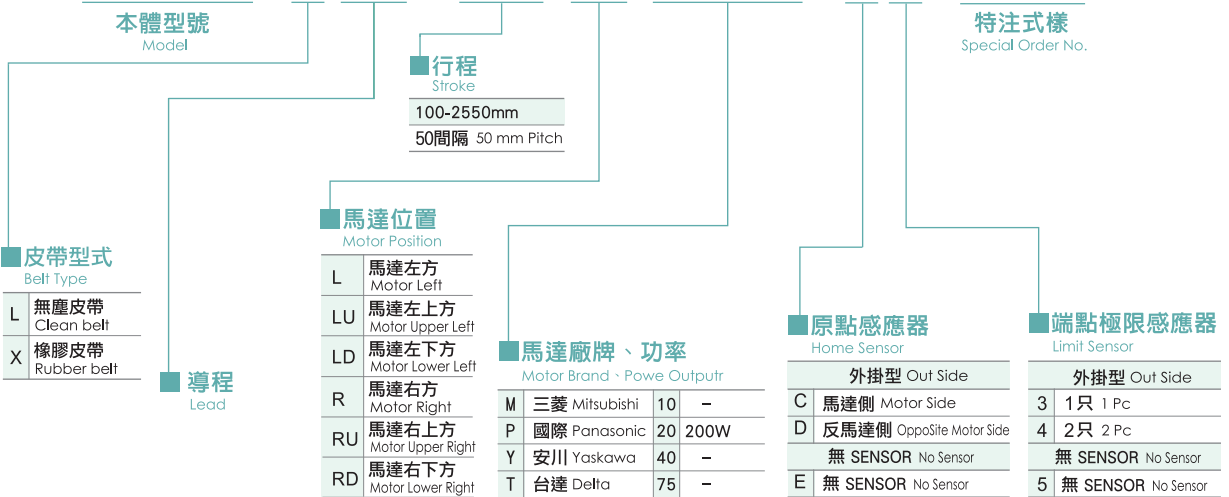 本體型號
Model
特注式樣
Special Order No.
行程
Stroke
100-2550mm
50間隔 50 mm Pitch
馬達位置
Motor Position
L 馬達左方
Motor Left
LU 馬達左上方
Motor Upper Left
LD 馬達左下方
Motor Lower Left
R 馬達右方
Motor Right
RU 馬達右上方
Motor Upper Right
RD 馬達右下方
Motor Lower Right
皮帶型式
Belt Type
L 無塵皮帶
Clean belt
X 橡膠皮帶
Rubber belt
導程
Lead
馬達廠牌、功率
Motor Brand、Powe Outputr
M 三菱 Mitsubishi 10 –
P 國際 Panasonic 20 200W
Y 安川 Yaskawa 40 –
T 台達 Delta 75 –
原點感應器
Home Sensor
外掛型 Out Side
C 馬達側 Motor Side
D 反馬達側 OppoSite Motor Side
無 SENSOR No Sensor
E 無 SENSOR No Sensor
端點極限感應器
Limit Sensor
外掛型 Out Side
3 1只 1 Pc
4 2只 2 Pc
無 SENSOR No Sensor
5 無 SENSOR No Sensor